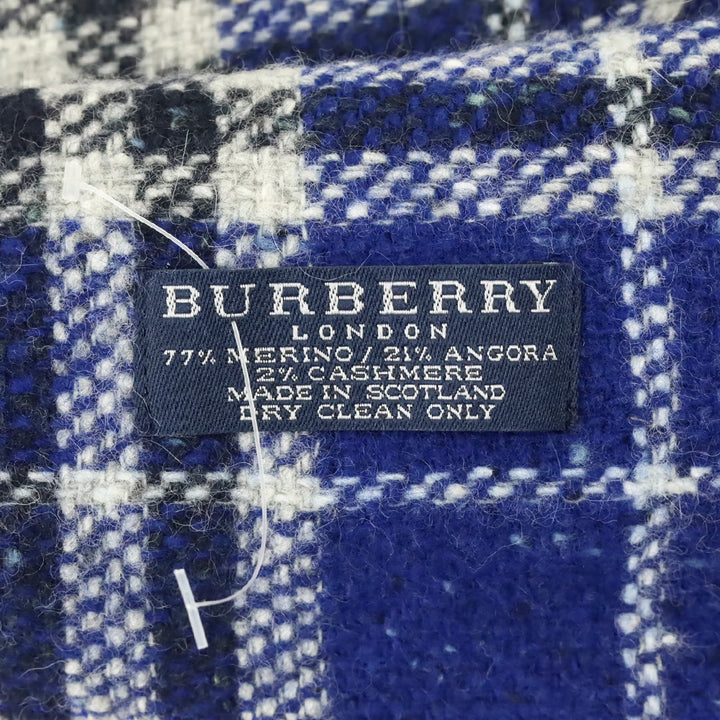 BURBERRY
LONDON
77% MERINO / 21% ANGORA
2% CASHMERE
MADE IN SCOTLAND
DRY CLEAN ONLY